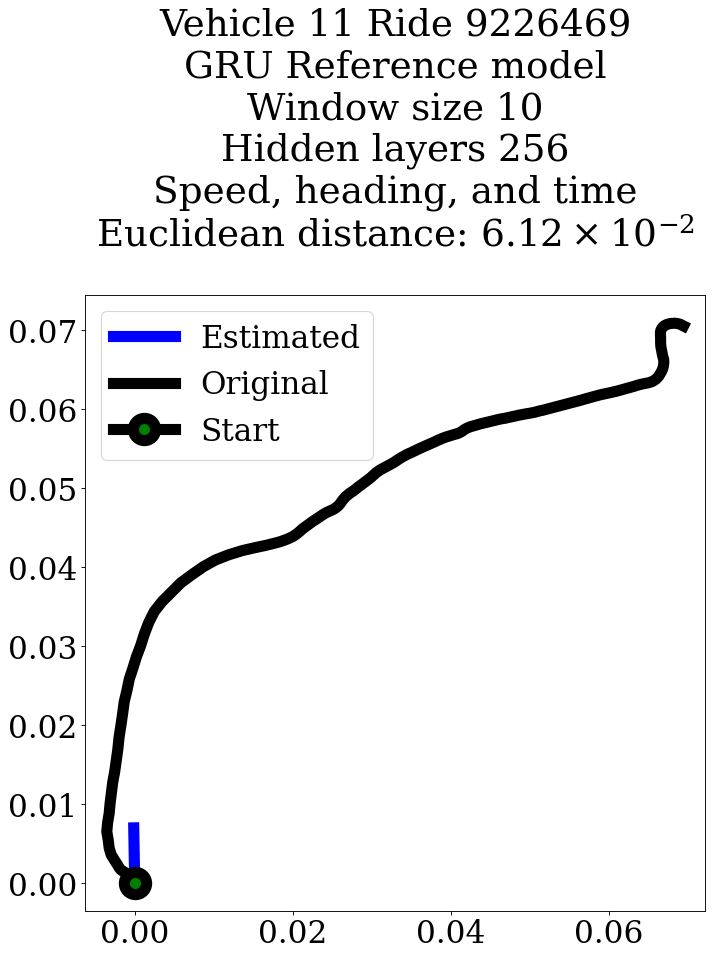 Vehicle 11 Ride 9226469
GRU Reference model
Window size 10
Hidden layers 256
Speed, heading, and time
Euclidean distance: 6.12 × 10⁻²
Estimated
Original
Start
0.07
0.06
0.05
0.04
0.03
0.02
0.01
0.00
0.00 0.02 0.04 0.06